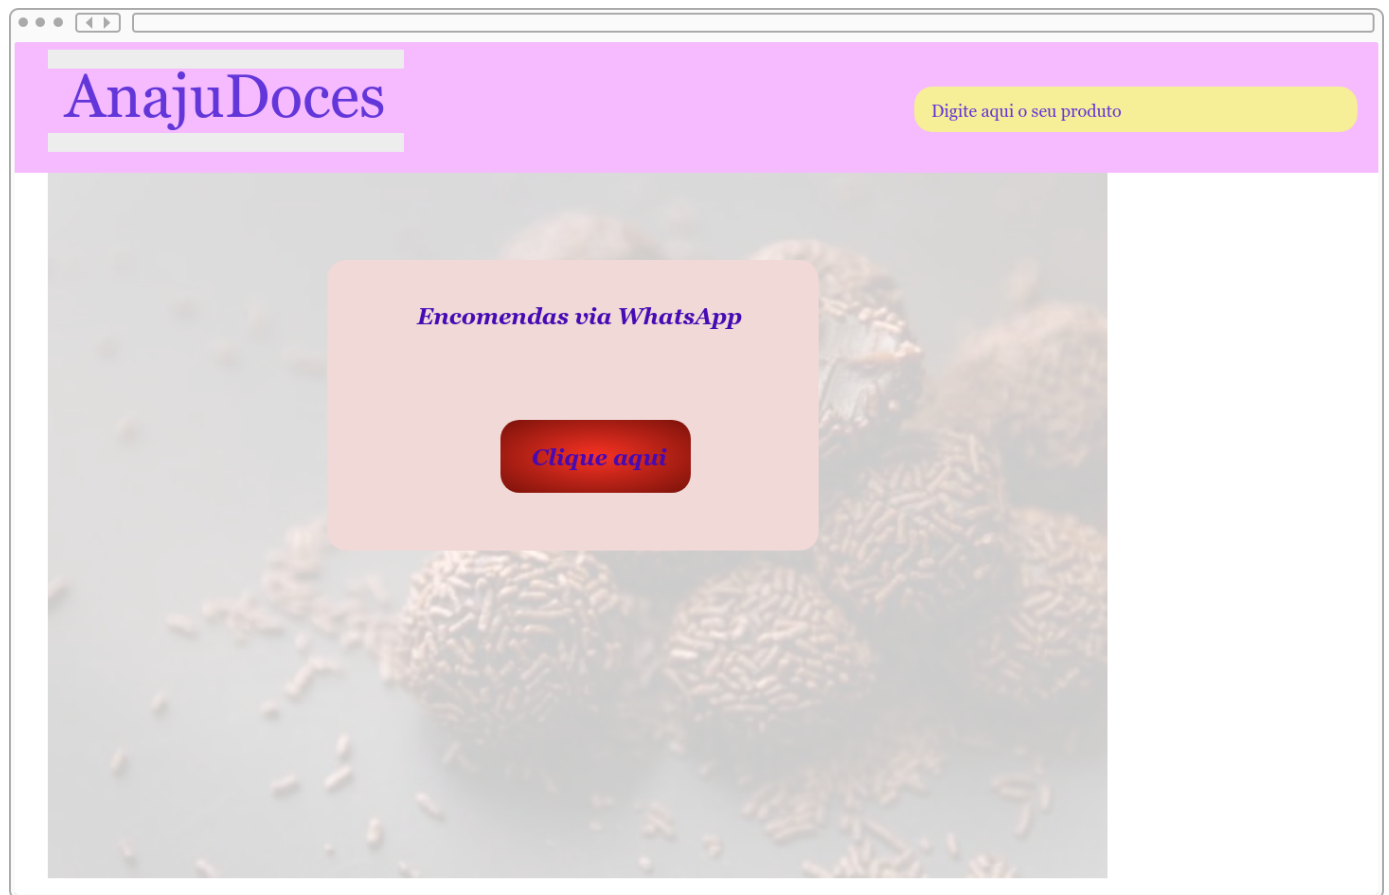 AnajuDoces
Digite aqui o seu produto
Encomendas via WhatsApp
Clique aqui